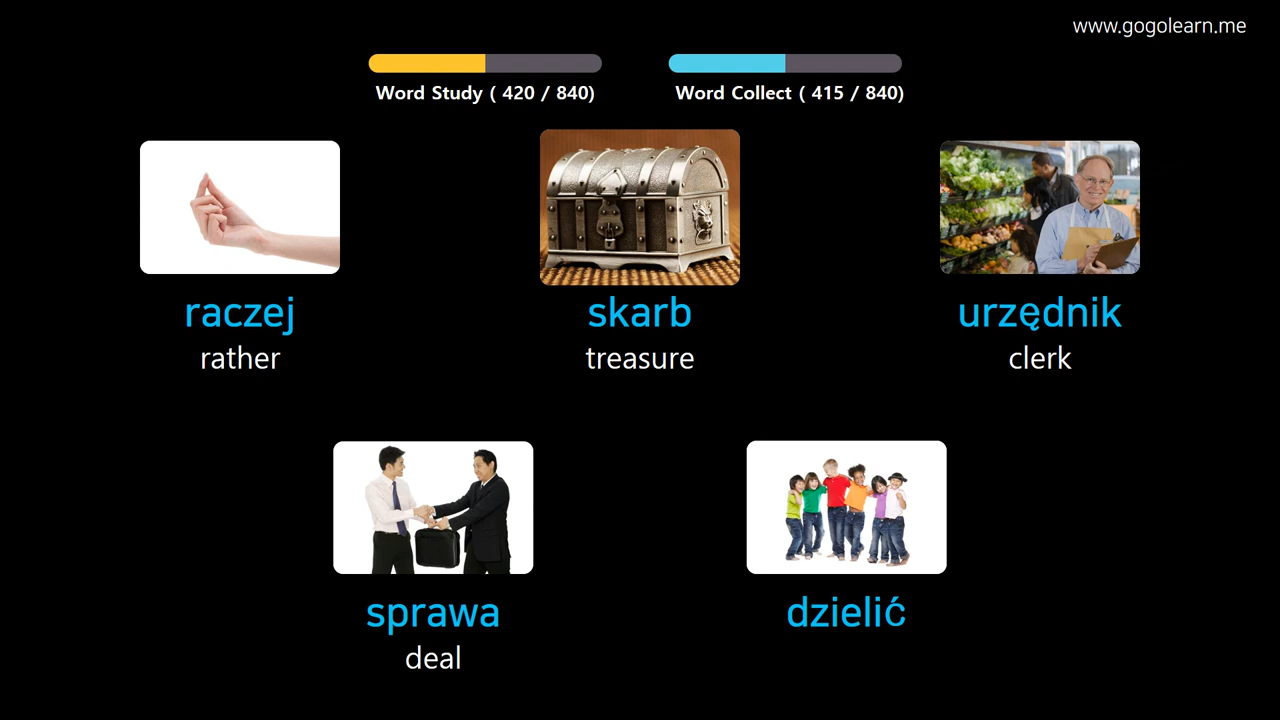 www.gogolearn.me
Word Study ( 420 / 840)
Word Collect ( 415 / 840)
raczej
rather
skarb
treasure
urzędnik
clerk
sprawa
deal
dzielić